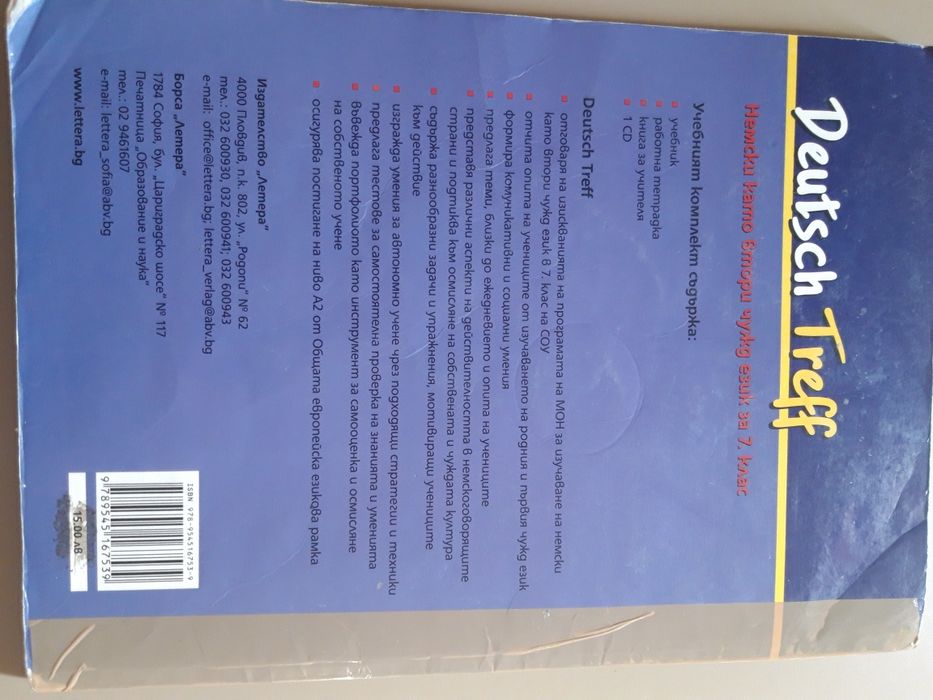 Deutsch Treff
Немски като втори чужд език за 7. клас
Учебният комплект съдържа:
▪ учебник
▪ работна тетрадка
▪ книга за учителя
▪ 1 CD
Deutsch Treff
▪ отговаря на изискванията на програмата на МОН за изучаване на немски
като втори чужд език в 7. клас на СОУ
▪ отчита опита на учениците от изучаването на родния и първия чужд език
▪ формира комуникативни и социални умения
▪ предлага теми, близки до ежедневието и опита на учениците
▪ представя различни аспекти на действителността в немскоговорящите
страни и подтиква към осмисляне на собствената и чуждата култура
▪ съдържа разнообразни задачи и упражнения, мотивиращи учениците
към действие
▪ изгражда умения за автономно учене чрез подходящи стратегии и техники
▪ предлага тестове за самостоятелна проверка на знанията и уменията
▪ въвежда портфолиото като инструмент за самооценка и осмисляне
на собственото учене
▪ осигурява постигане на ниво А2 от Общата европейска езикова рамка
Издателство „Летера“
4000 Пловдив, п.к. 802, ул. „Родопи“ № 62
тел.: 032 600930, 032 600941; 032 600943
e-mail: office@lettera.bg; lettera_verlag@abv.bg
Борса „Летера“
1784 София, бул. „Цариградско шосе“ № 117
Печатница „Образование и наука“
тел.: 02 9461607
e-mail: lettera_sofia@abv.bg
www.lettera.bg
ISBN 978-954516753-9
9 789545 167539
15.00 лв